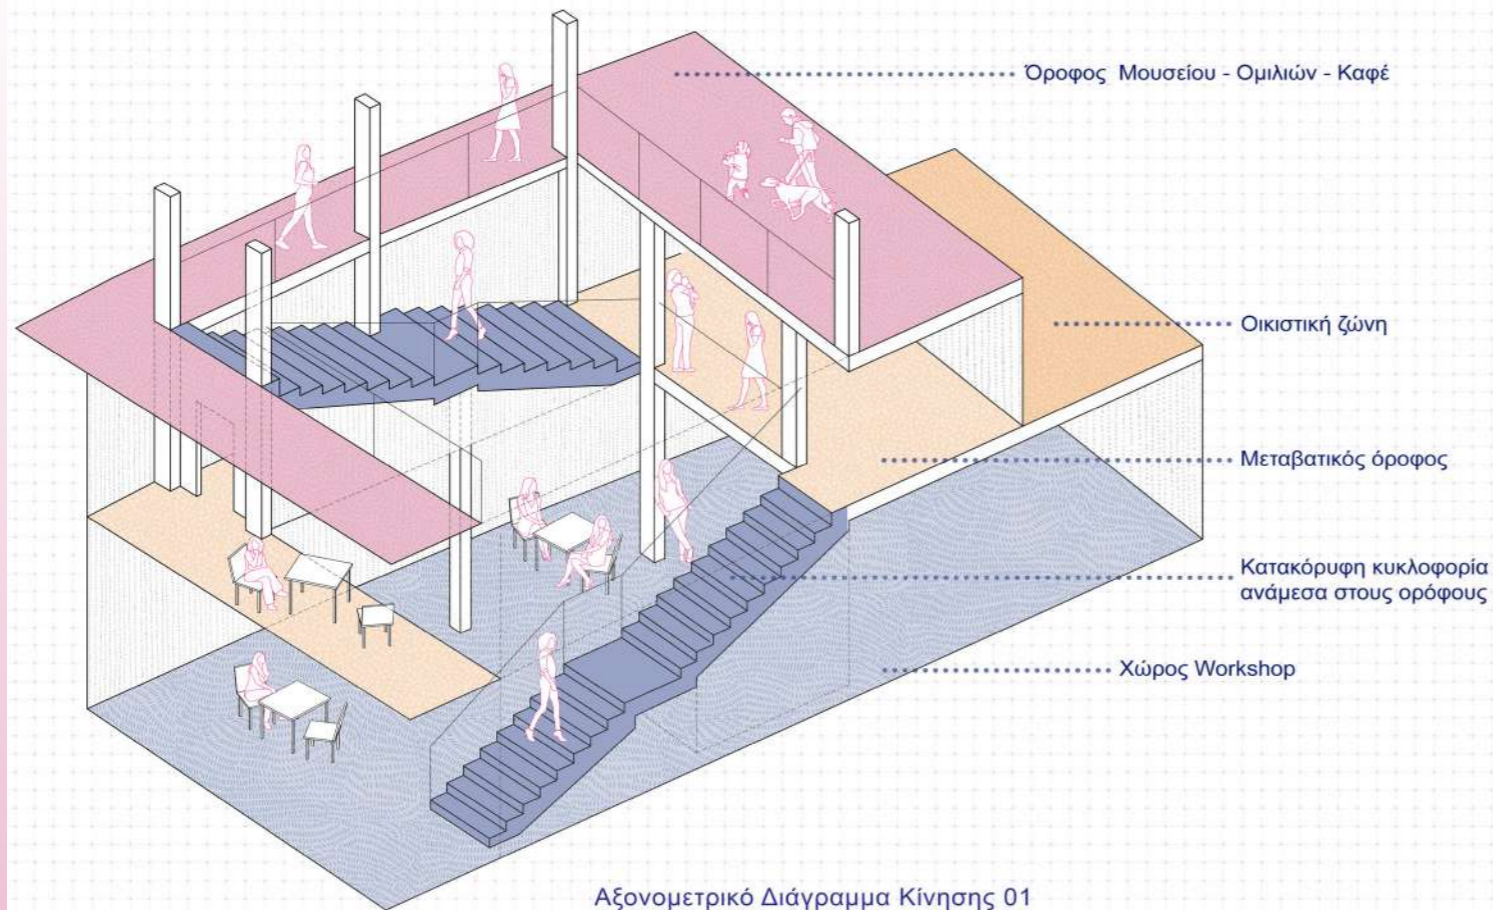 Όροφος Μουσείου - Ομιλιών - Καφέ
Οικιστική ζώνη
Μεταβατικός όροφος
Κατακόρυφη κυκλοφορία
ανάμεσα στους ορόφους
Χώρος Workshop
Αξονομετρικό Διάγραμμα Κίνησης 01